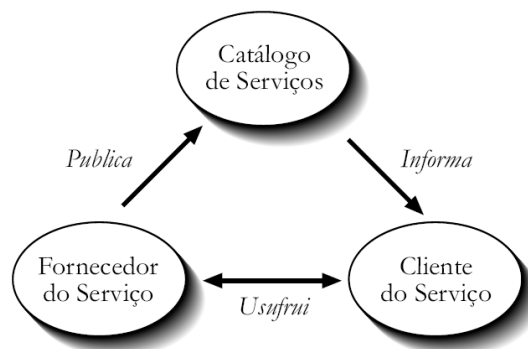 Catálogo
de Serviços
Publica
Informa
Fornecedor
do Serviço
Usufrui
Cliente
do Serviço